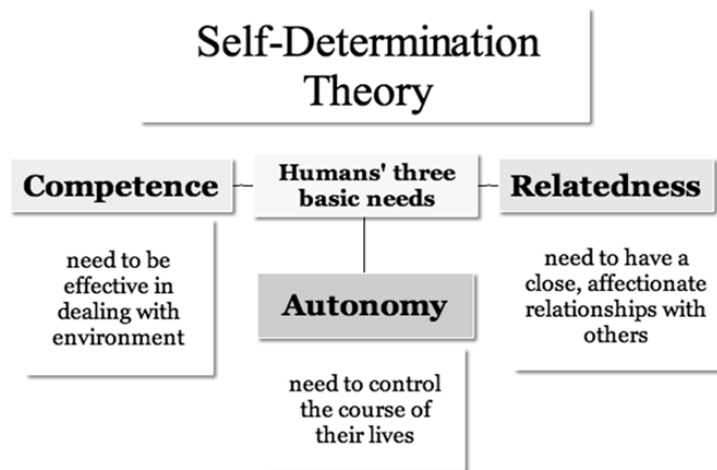 Self-Determination
Theory
Humans' three
basic needs
Competence
need to be
effective in
dealing with
environment
Autonomy
need to control
the course of
their lives
Relatedness
need to have a
close, affectionate
relationships with
others